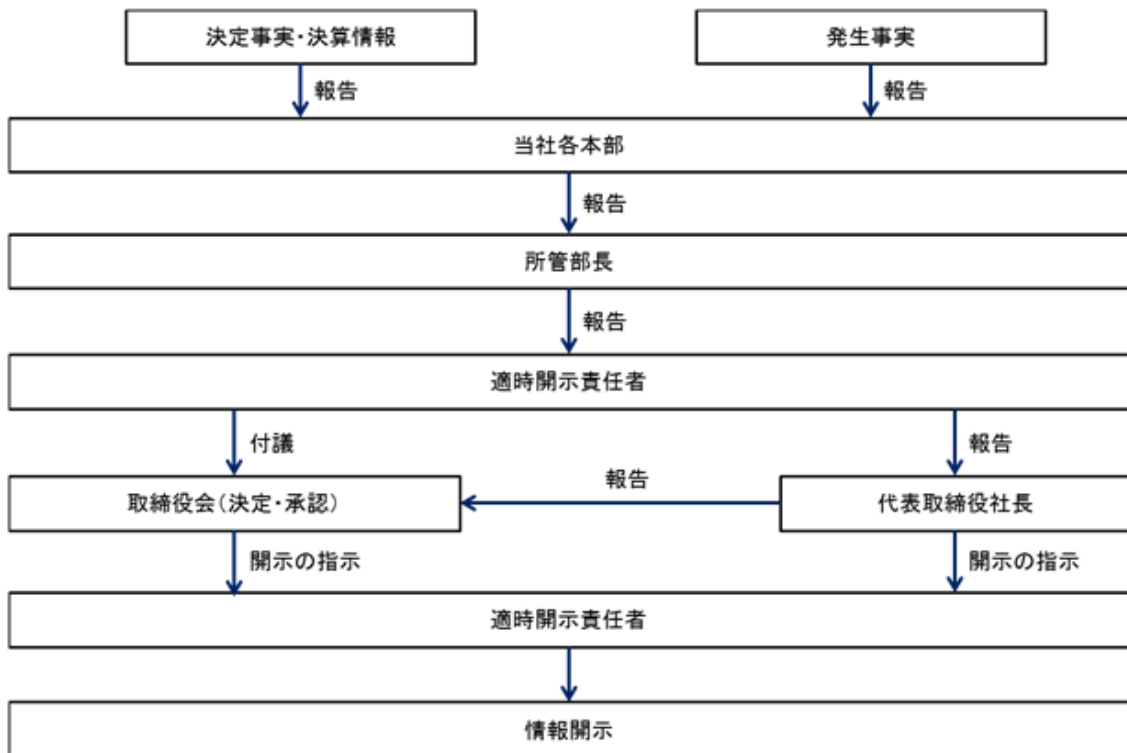 決定事実・決算情報
発生事実
報告
報告
当社各本部
報告
所管部長
報告
適時開示責任者
付議
報告
報告
取締役会(決定・承認)
代表取締役社長
開示の指示
開示の指示
適時開示責任者
情報開示